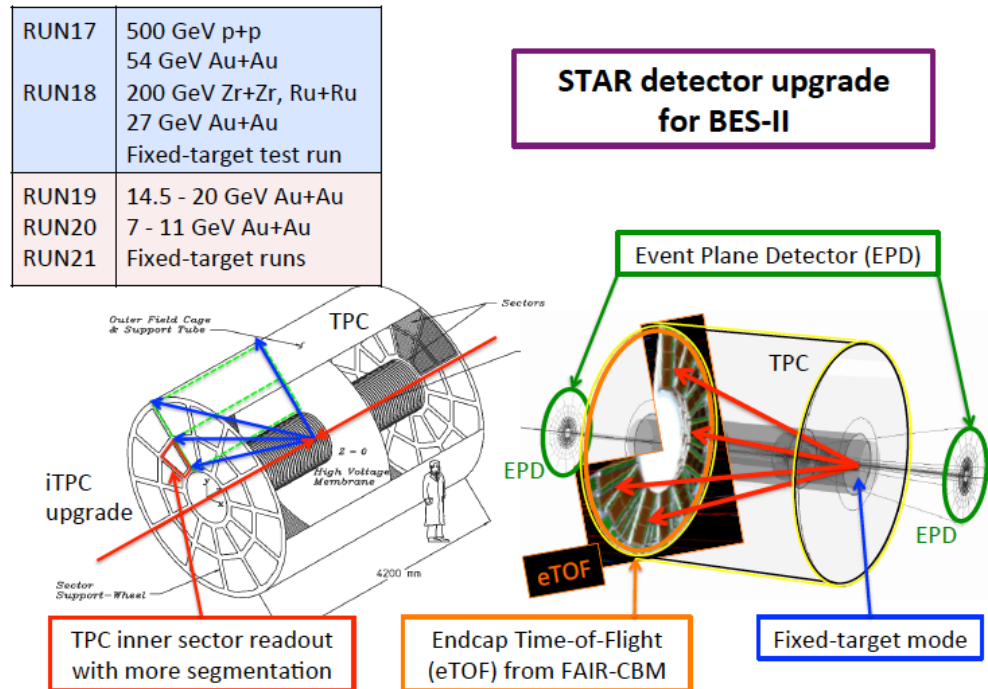 RUN17 500 GeV p+p
54 GeV Au+Au
RUN18 200 GeV Zr+Zr, Ru+Ru
27 GeV Au+Au
Fixed-target test run
RUN19 14.5 - 20 GeV Au+Au
RUN20 7 - 11 GeV Au+Au
RUN21 Fixed-target runs
STAR detector upgrade
for BES-II
Event Plane Detector (EPD)
Outer Field Cage
& Support Tube
TPC
Sectors
TPC
Z = 0
High Voltage
Membrane
EPD
EPD
iTPC
upgrade
y
x
4200 mm
eTOF
Sector
Support-Wheel
TPC inner sector readout
with more segmentation
Endcap Time-of-Flight
(eTOF) from FAIR-CBM
Fixed-target mode